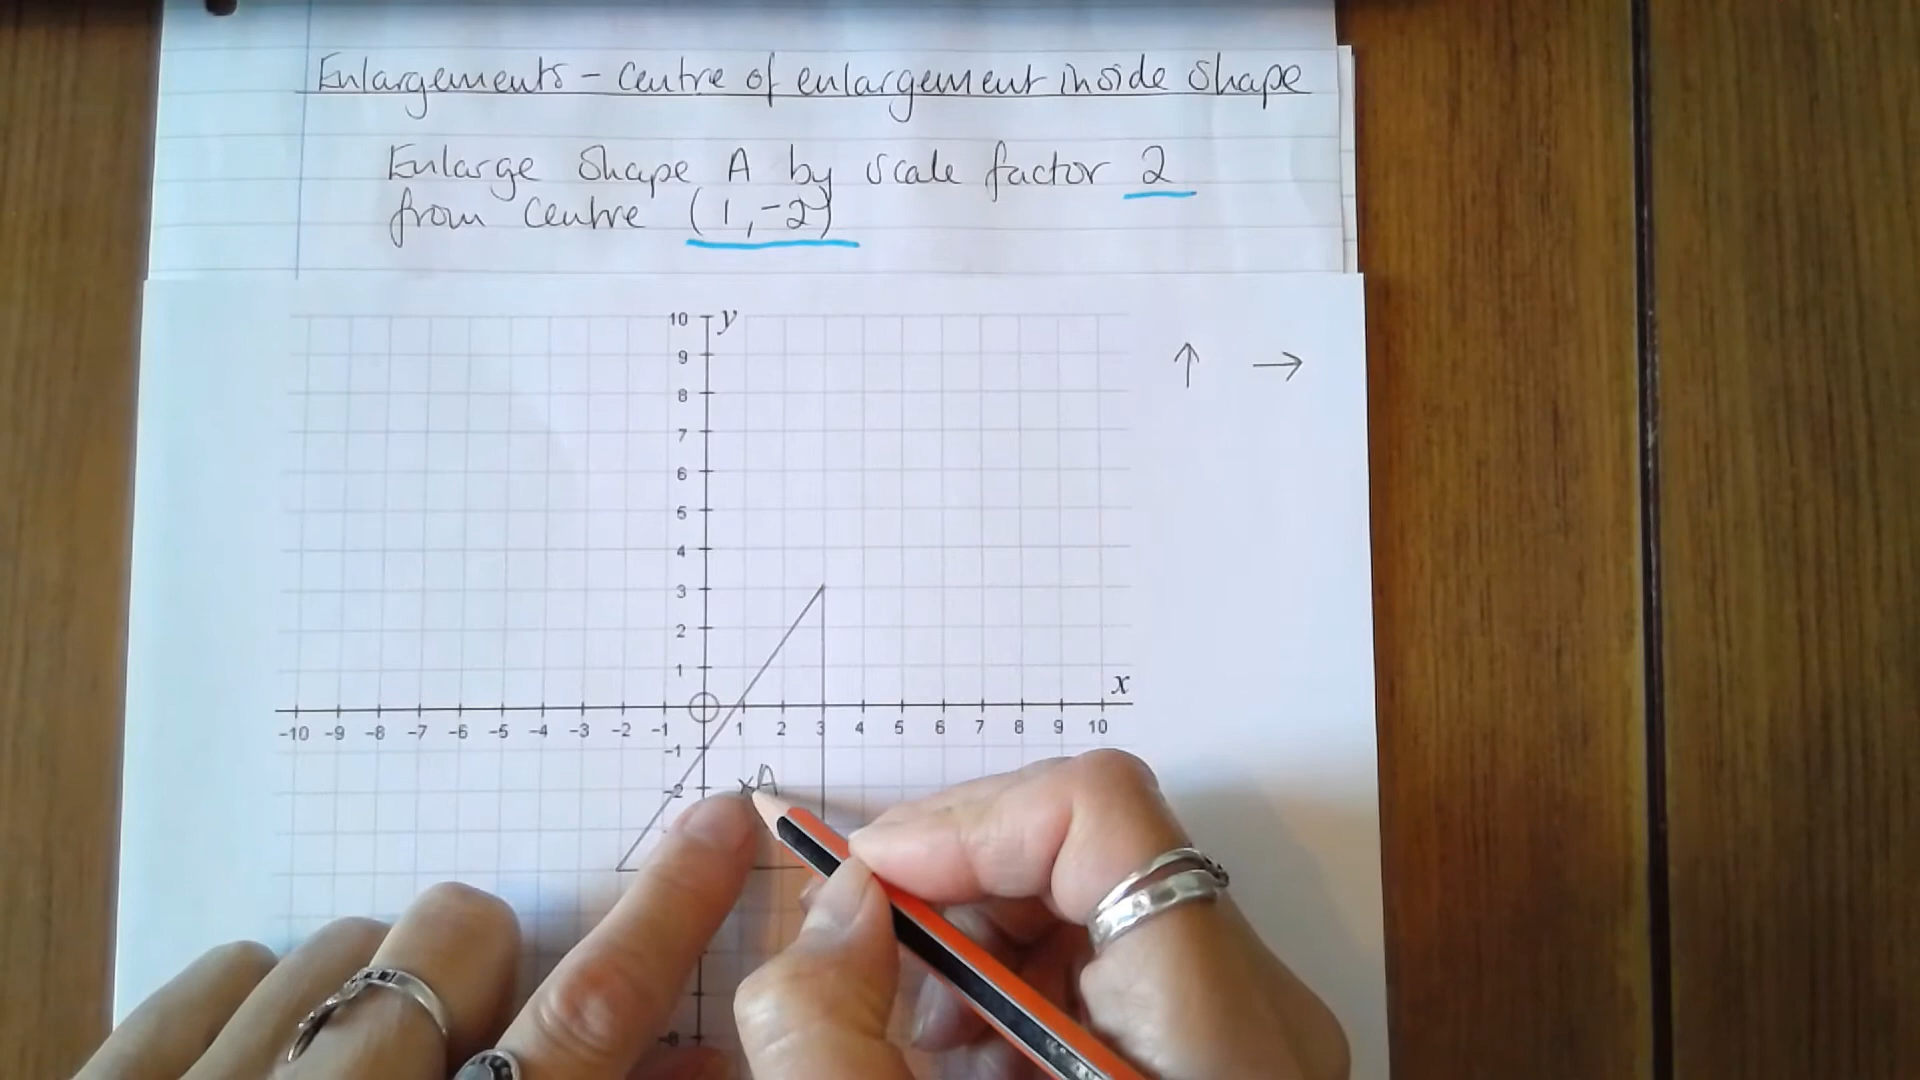 Enlargements - Centre of enlargement inside shape
Enlarge shape A by scale factor 2
from centre (1,-2)
10 y
9
8
7
6
5
4
3
2
1
x
-10 -9 -8 -7 -6 -5 -4 -3 -2 -1 1 2 3 4 5 6 7 8 9 10
-1
A
-2
-8